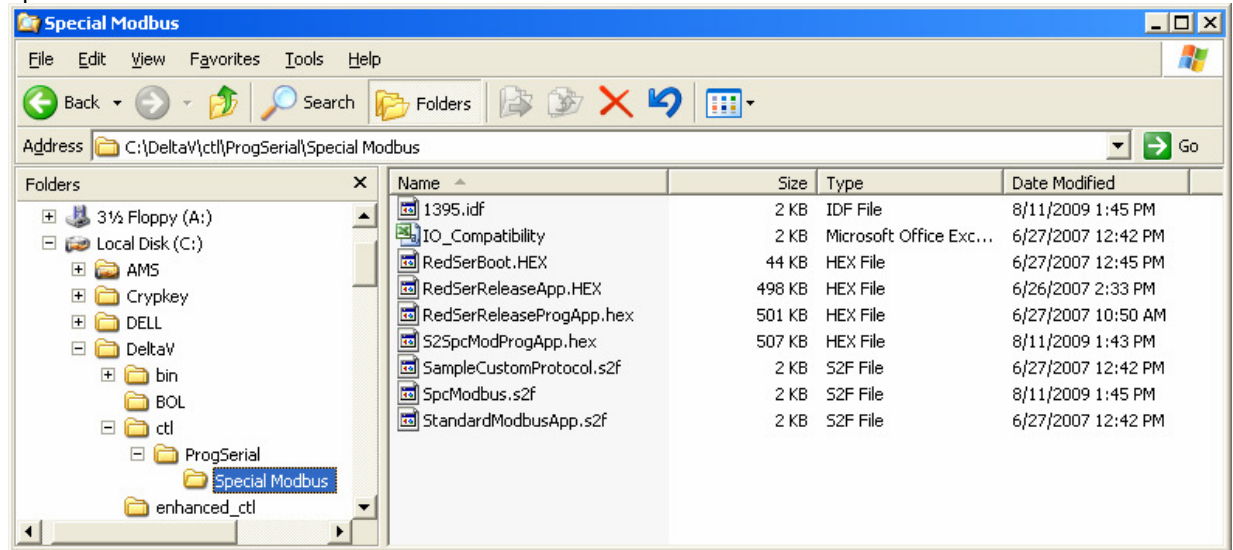 Special Modbus
File Edit View Favorites Tools Help
Back Search Folders
Address C:\DeltaV\ctl\ProgSerial\Special Modbus Go
Folders x Name Size Type Date Modified
3½ Floppy (A:)
Local Disk (C:)
AMS
Crypkey
DELL
DeltaV
bin
BOL
ctl
ProgSerial
Special Modbus
enhanced_ctl
1395.idf 2 KB IDF File 8/11/2009 1:45 PM
IO_Compatibility 2 KB Microsoft Office Exc... 6/27/2007 12:42 PM
RedSerBoot.HEX 44 KB HEX File 6/27/2007 12:45 PM
RedSerReleaseApp.HEX 498 KB HEX File 6/26/2007 2:33 PM
RedSerReleaseProgApp.hex 501 KB HEX File 6/27/2007 10:50 AM
S2SpcModProgApp.hex 507 KB HEX File 8/11/2009 1:43 PM
SampleCustomProtocol.s2f 2 KB S2F File 6/27/2007 12:42 PM
SpcModbus.s2f 2 KB S2F File 8/11/2009 1:45 PM
StandardModbusApp.s2f 2 KB S2F File 6/27/2007 12:42 PM